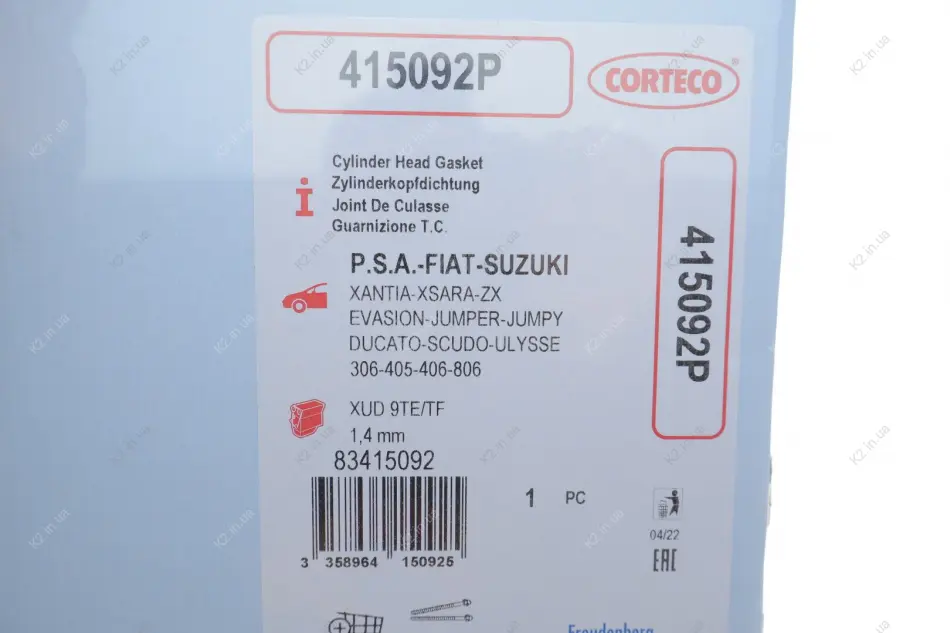 415092P
CORTECO
®
Cylinder Head Gasket
Zylinderkopfdichtung
Joint De Culasse
Guarnizione T.C.
i
P.S.A.-FIAT-SUZUKI
XANTIA-XSARA-ZX
EVASION-JUMPER-JUMPY
DUCATO-SCUDO-ULYSSE
306-405-406-806
XUD 9TE/TF
1,4 mm
83415092
3 358964 150925
1 PC
415092P
04/22
EAC
Freudenberg
K2.in.ua